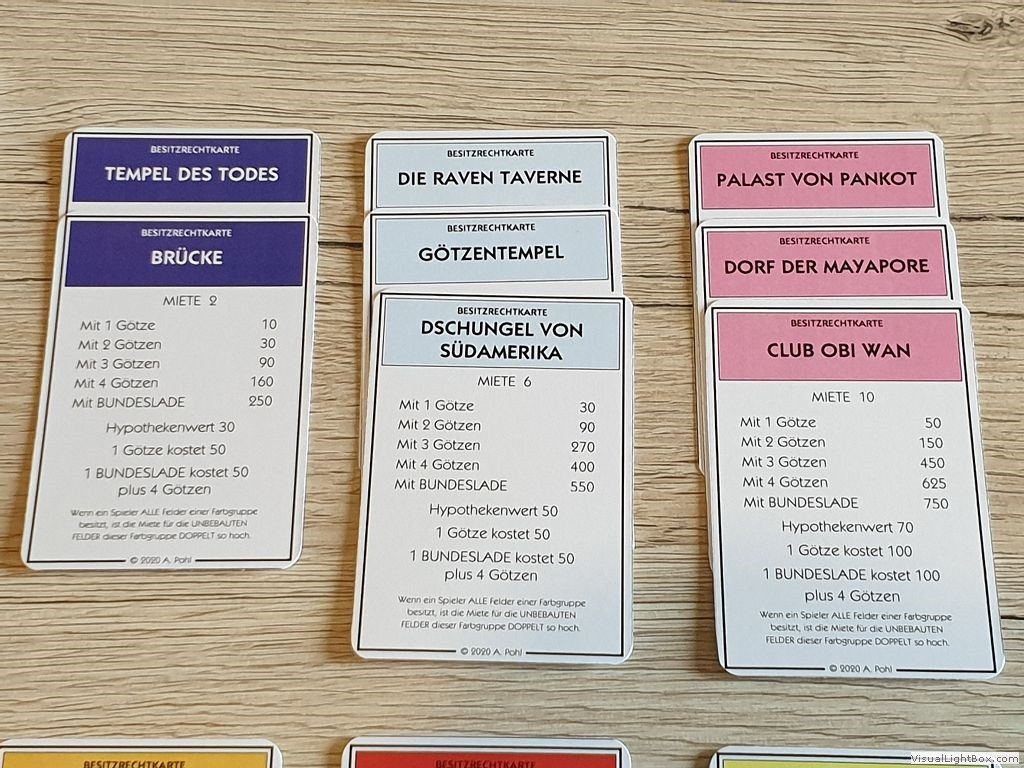 BESITZRECHTKARTE
TEMPEL DES TODES
BESITZRECHTKARTE
BRÜCKE
MIETE 2
Mit 1 Götze 10
Mit 2 Götzen 30
Mit 3 Götzen 90
Mit 4 Götzen 160
Mit BUNDESLADE 250
Hypothekenwert 30
1 Götze kostet 50
1 BUNDESLADE kostet 50
plus 4 Götzen
Wenn ein Spieler ALLE Felder einer Farbgruppe
besitzt, ist die Miete für die UNBEBAUTEN
FELDER dieser Farbgruppe DOPPELT so hoch.
© 2020 A. Pohl
BESITZRECHTKARTE
DIE RAVEN TAVERNE
BESITZRECHTKARTE
GÖTZENTEMPEL
BESITZRECHTKARTE
DSCHUNGEL VON
SÜDAMERIKA
MIETE 6
Mit 1 Götze 30
Mit 2 Götzen 90
Mit 3 Götzen 270
Mit 4 Götzen 400
Mit BUNDESLADE 550
Hypothekenwert 50
1 Götze kostet 50
1 BUNDESLADE kostet 50
plus 4 Götzen
Wenn ein Spieler ALLE Felder einer Farbgruppe
besitzt, ist die Miete für die UNBEBAUTEN
FELDER dieser Farbgruppe DOPPELT so hoch.
© 2020 A. Pohl
BESITZRECHTKARTE
PALAST VON PANKOT
BESITZRECHTKARTE
DORF DER MAYAPORE
BESITZRECHTKARTE
CLUB OBI WAN
MIETE 10
Mit 1 Götze 50
Mit 2 Götzen 150
Mit 3 Götzen 450
Mit 4 Götzen 625
Mit BUNDESLADE 750
Hypothekenwert 70
1 Götze kostet 100
1 BUNDESLADE kostet 100
plus 4 Götzen
Wenn ein Spieler ALLE Felder einer Farbgruppe
besitzt, ist die Miete für die UNBEBAUTEN
FELDER dieser Farbgruppe DOPPELT so hoch.
© 2020 A. Pohl
BESITZRECHTKARTE
BESITZRECHTKARTE
BESITZRECHTKARTE
VisualLightBox.com